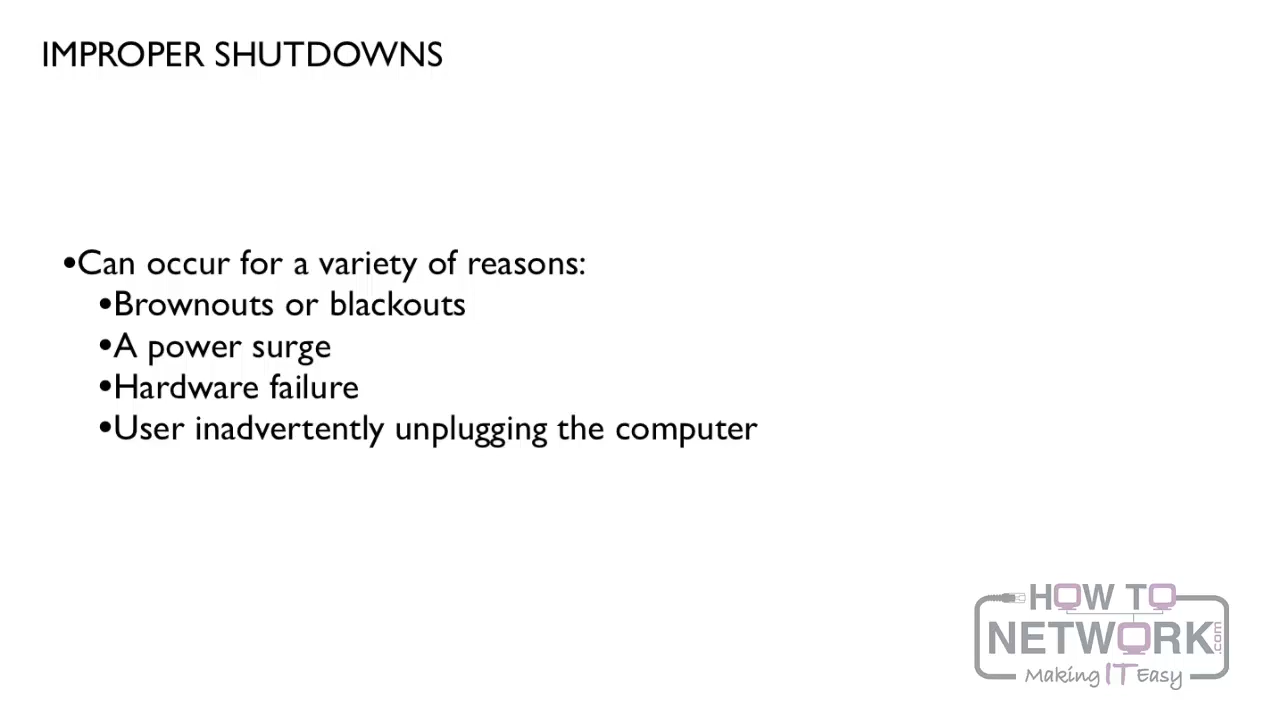 IMPROPER SHUTDOWNS
•Can occur for a variety of reasons:
•Brownouts or blackouts
•A power surge
•Hardware failure
•User inadvertently unplugging the computer
HOW TO
NETWORK.com
Making IT Easy